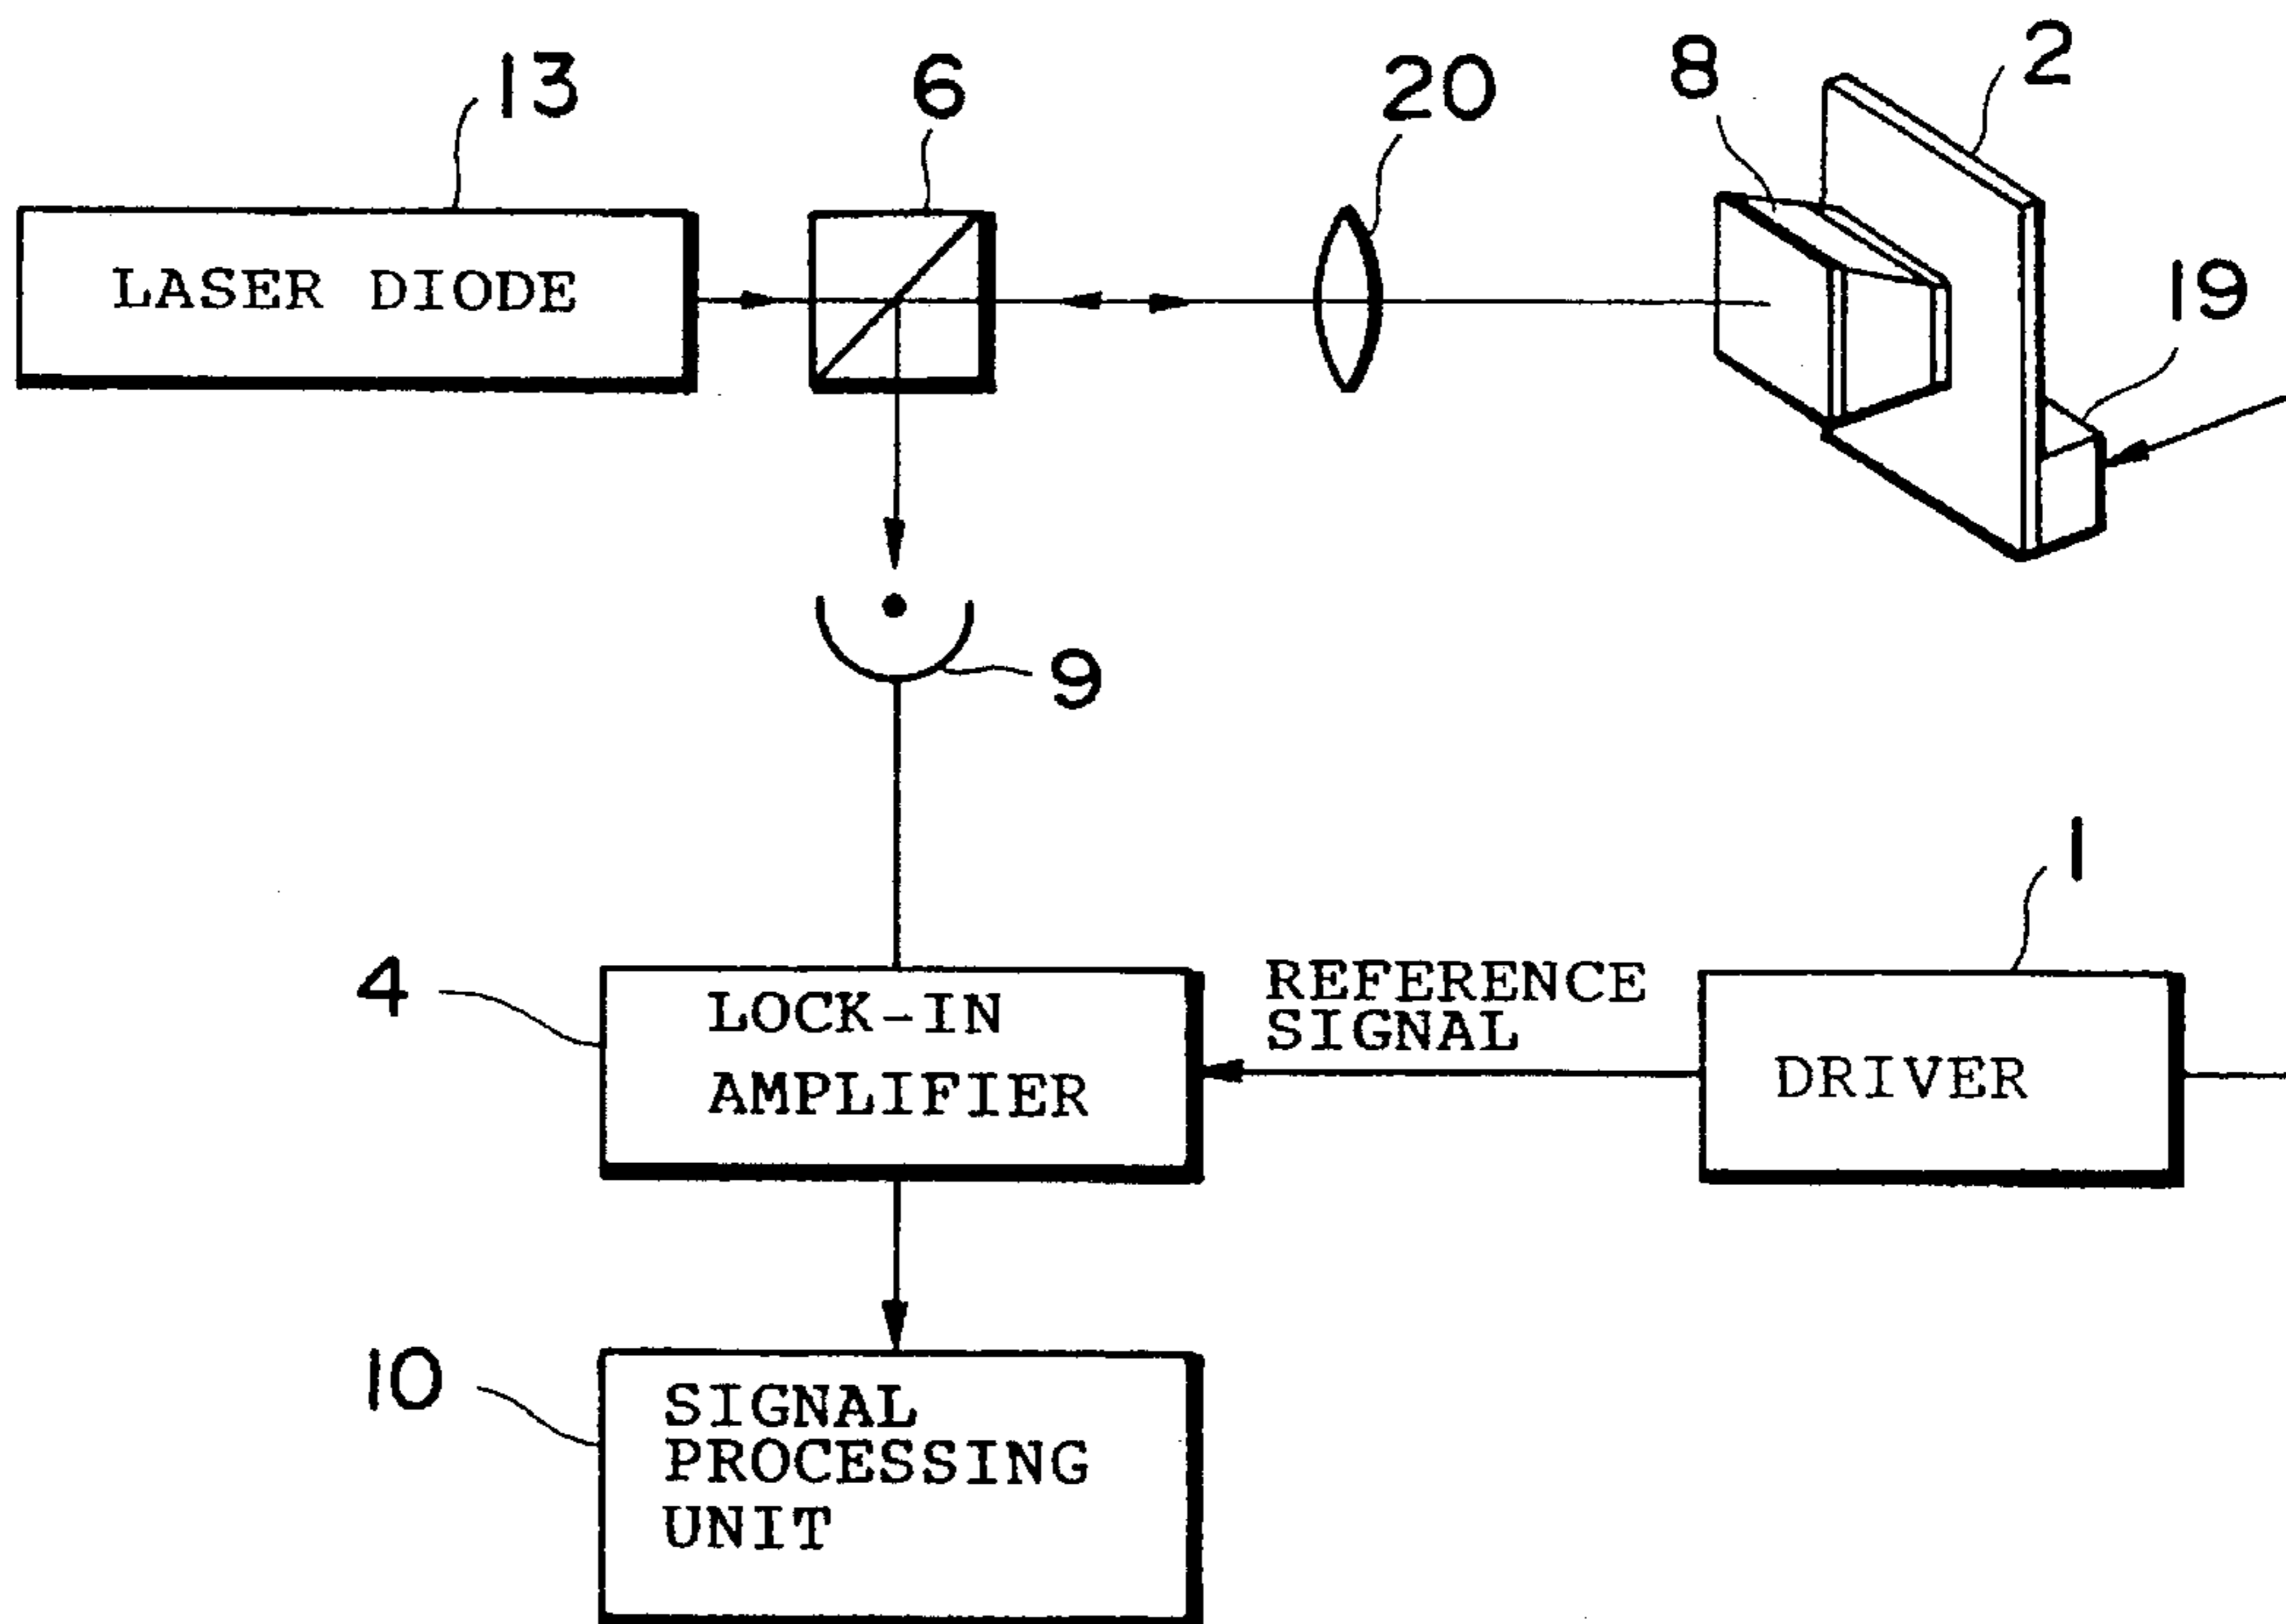 13
6
20
8
2
LASER DIODE
19
9
1
4
LOCK-IN
AMPLIFIER
REFERENCE
SIGNAL
DRIVER
10
SIGNAL
PROCESSING
UNIT